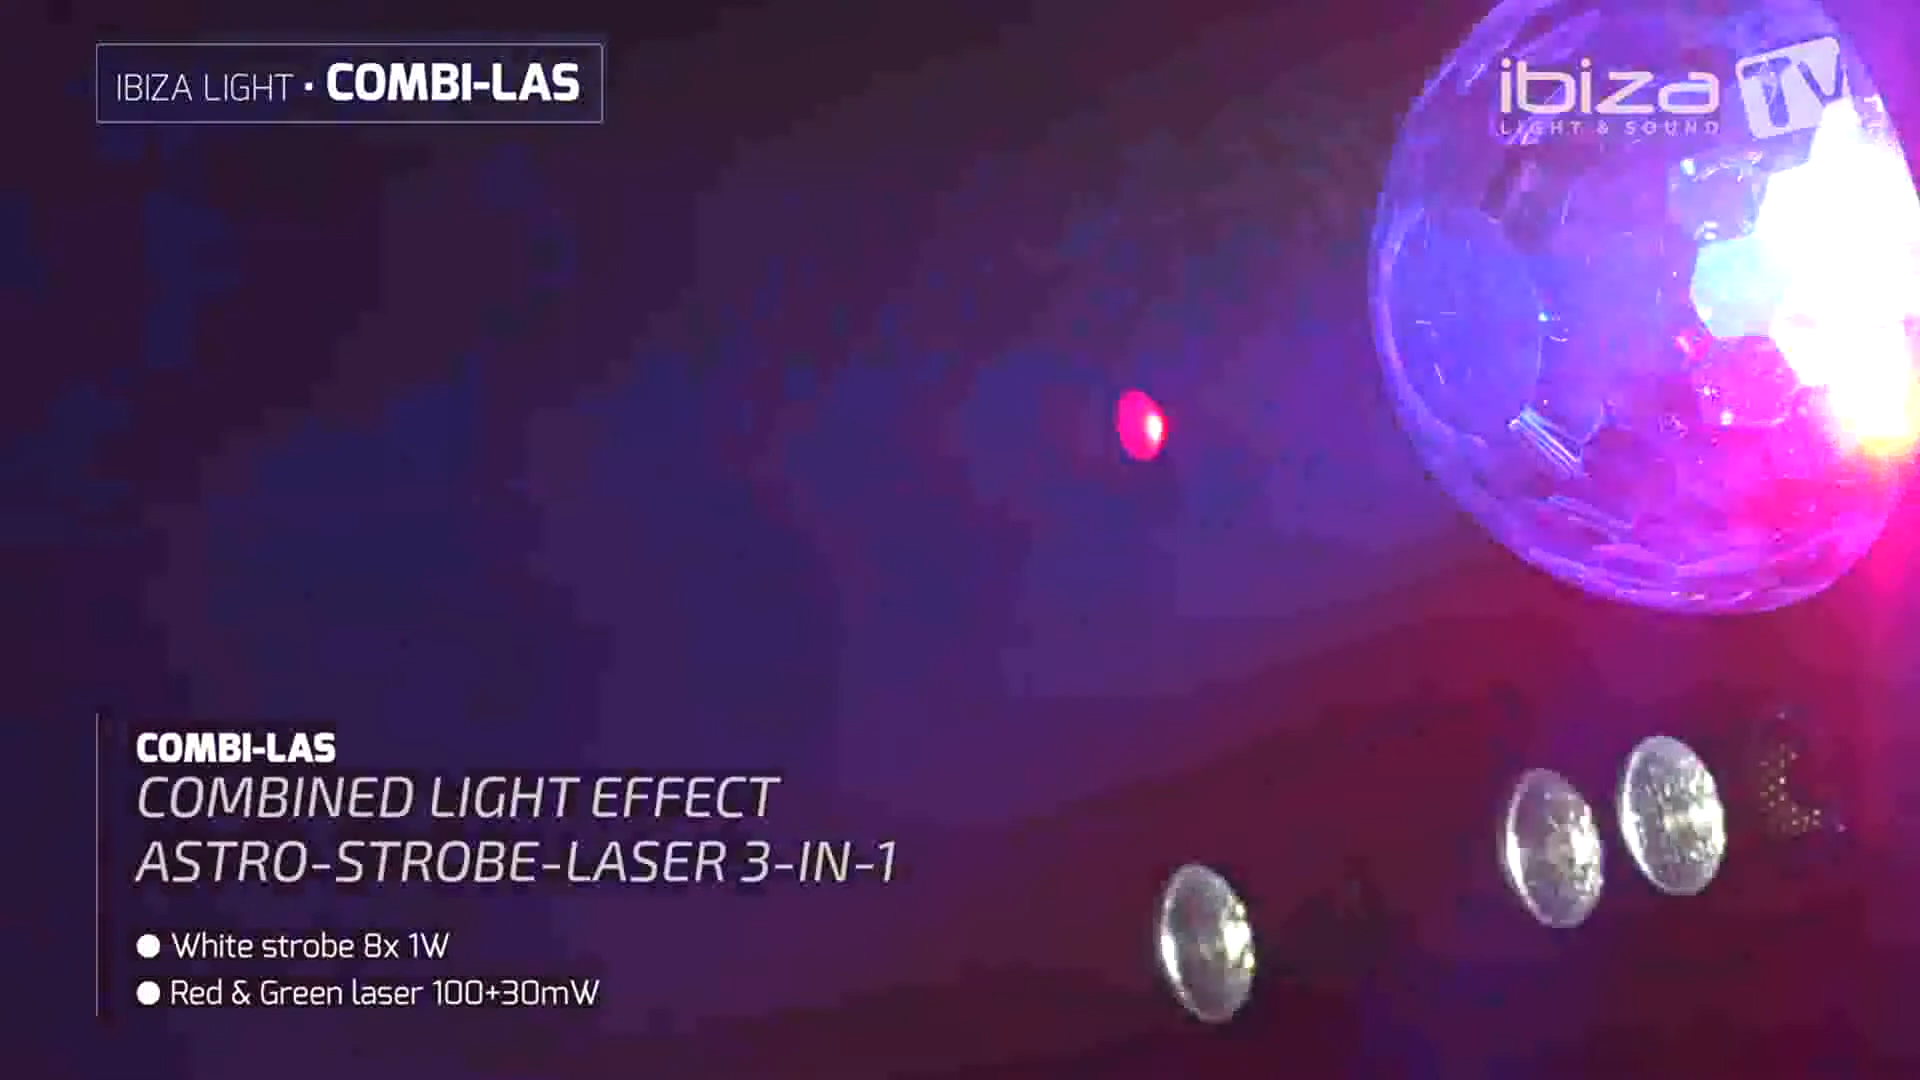 IBIZA LIGHT • COMBI-LAS
ibiza TV
LIGHT & SOUND
COMBI-LAS
COMBINED LIGHT EFFECT
ASTRO-STROBE-LASER 3-IN-1
● White strobe 8x 1W
● Red & Green laser 100+30mW